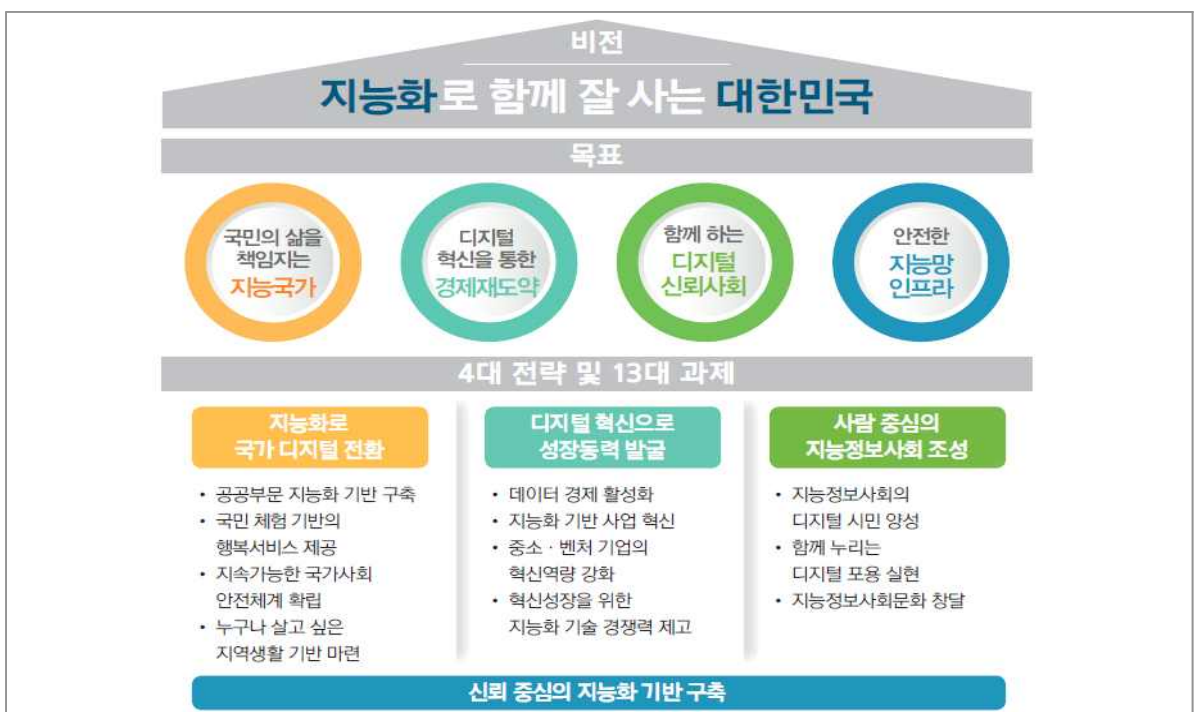 비전
지능화로 함께 잘 사는 대한민국
목표
국민의 삶을
책임지는
지능국가
디지털
혁신을 통한
경제재도약
함께 하는
디지털
신뢰사회
안전한
지능망
인프라
4대 전략 및 13대 과제
지능화로
국가 디지털 전환
• 공공부문 지능화 기반 구축
• 국민 체험 기반의
행복서비스 제공
• 지속가능한 국가사회
안전체계 확립
• 누구나 살고 싶은
지역생활 기반 마련
디지털 혁신으로
성장동력 발굴
• 데이터 경제 활성화
• 지능화 기반 사업 혁신
• 중소 · 벤처 기업의
혁신역량 강화
• 혁신성장을 위한
지능화 기술 경쟁력 제고
사람 중심의
지능정보사회 조성
• 지능정보사회의
디지털 시민 양성
• 함께 누리는
디지털 포용 실현
• 지능정보사회문화 창달
신뢰 중심의 지능화 기반 구축